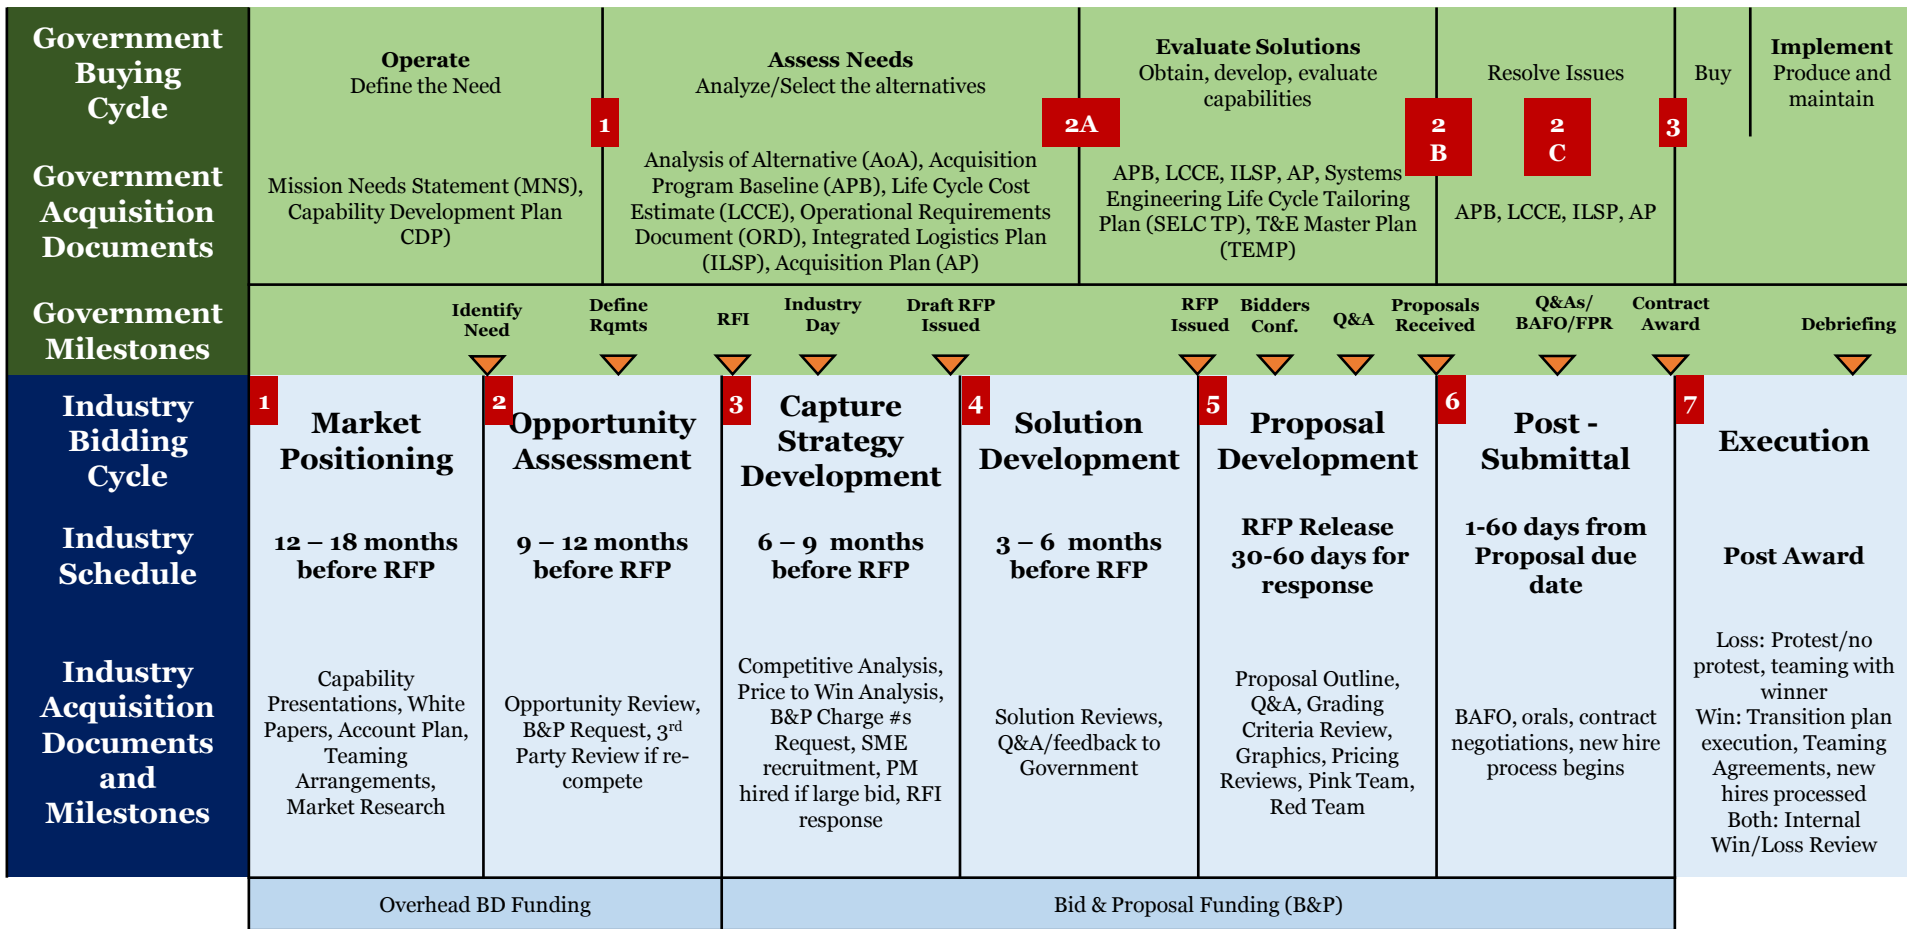 Government
Buying
Cycle
Operate
Define the Need
Assess Needs
Analyze/Select the alternatives
Evaluate Solutions
Obtain, develop, evaluate
capabilities
Resolve Issues
Buy
Implement
Produce and
maintain
1
2A
2
B
2
C
3
Government
Acquisition
Documents
Mission Needs Statement (MNS),
Capability Development Plan
CDP)
Analysis of Alternative (AoA), Acquisition
Program Baseline (APB), Life Cycle Cost
Estimate (LCCE), Operational Requirements
Document (ORD), Integrated Logistics Plan
(ILSP), Acquisition Plan (AP)
APB, LCCE, ILSP, AP, Systems
Engineering Life Cycle Tailoring
Plan (SELC TP), T&E Master Plan
(TEMP)
APB, LCCE, ILSP, AP
Government
Milestones
Identify
Need
Define
Rqmts
RFI
Industry
Day
Draft RFP
Issued
RFP
Issued
Bidders
Conf.
Q&A
Proposals
Received
Q&As/
BAFO/FPR
Contract
Award
Debriefing
Industry
Bidding
Cycle
1
Market
Positioning
2
Opportunity
Assessment
3
Capture
Strategy
Development
4
Solution
Development
5
Proposal
Development
6
Post -
Submittal
7
Execution
Industry
Schedule
12 – 18 months
before RFP
9 – 12 months
before RFP
6 – 9 months
before RFP
3 – 6 months
before RFP
RFP Release
30-60 days for
response
1-60 days from
Proposal due
date
Post Award
Industry
Acquisition
Documents
and
Milestones
Capability
Presentations, White
Papers, Account Plan,
Teaming
Arrangements,
Market Research
Opportunity Review,
B&P Request, 3rd
Party Review if re-
compete
Competitive Analysis,
Price to Win Analysis,
B&P Charge #s
Request, SME
recruitment, PM
hired if large bid, RFI
response
Solution Reviews,
Q&A/feedback to
Government
Proposal Outline,
Q&A, Grading
Criteria Review,
Graphics, Pricing
Reviews, Pink Team,
Red Team
BAFO, orals, contract
negotiations, new hire
process begins
Loss: Protest/no
protest, teaming with
winner
Win: Transition plan
execution, Teaming
Agreements, new
hires processed
Both: Internal
Win/Loss Review
Overhead BD Funding
Bid & Proposal Funding (B&P)